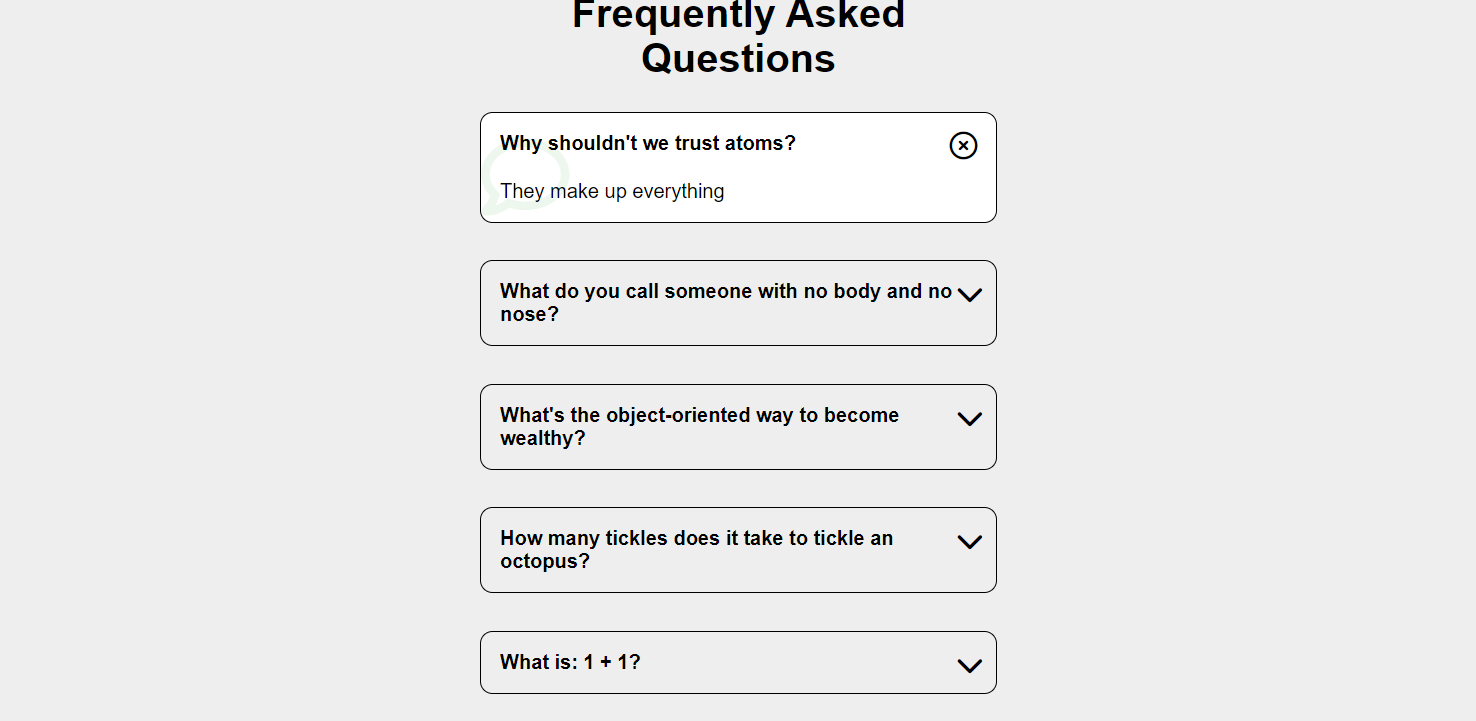 Frequently Asked
Questions
Why shouldn't we trust atoms?
They make up everything
What do you call someone with no body and no
nose?
What's the object-oriented way to become
wealthy?
How many tickles does it take to tickle an
octopus?
What is: 1 + 1?